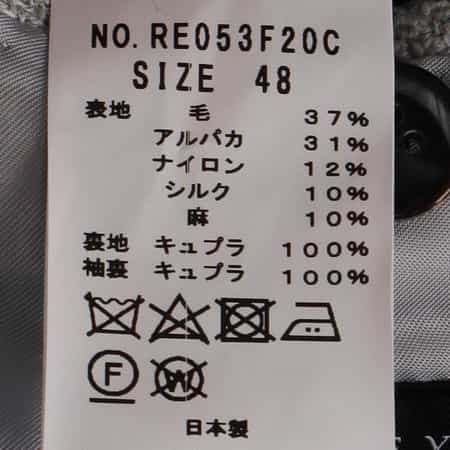 NO. RE053F20C
SIZE 48
表地 毛 37%
アルパカ 31%
ナイロン 12%
シルク 10%
麻 10%
裏地 キュプラ 100%
袖裏 キュプラ 100%
F W
日本製